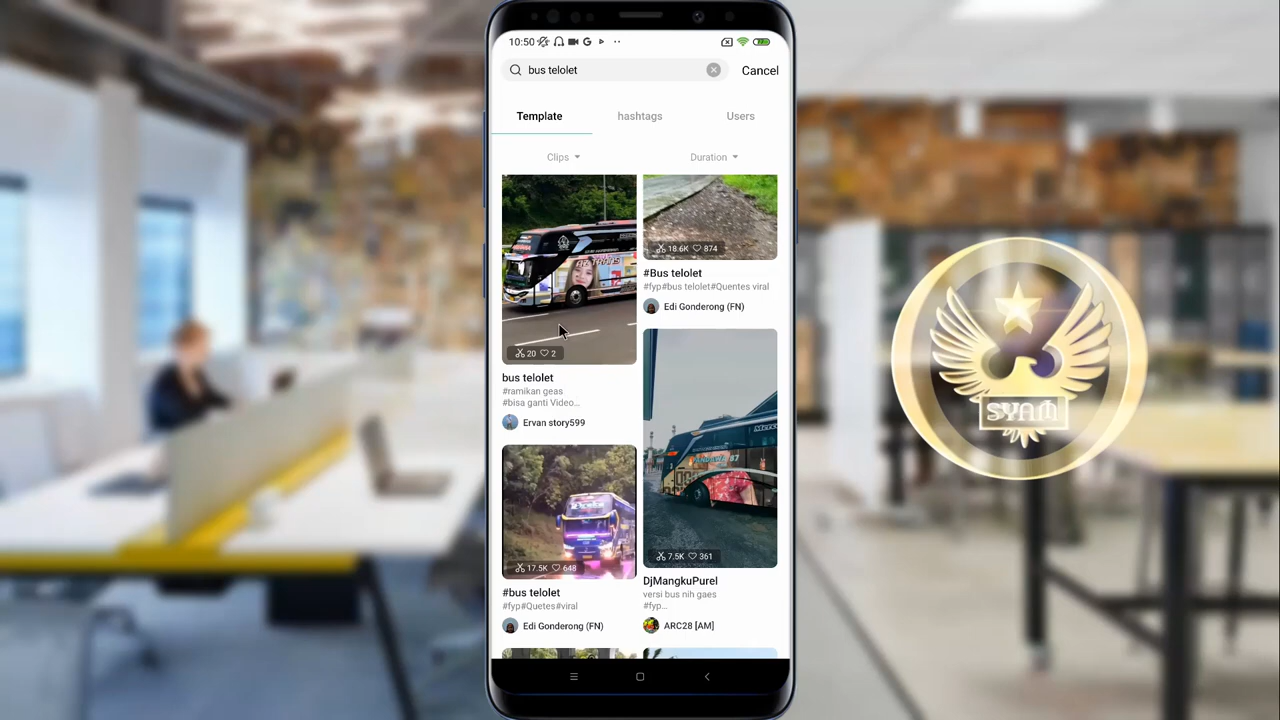 10:50
bus telolet
Cancel
Template
hashtags
Users
Clips
Duration
20 2
bus telolet
#ramikan geas
#bisa ganti Video...
Ervan story599
17.5K 648
#bus telolet
#fyp#Quetes#viral
Edi Gonderong (FN)
18.6K 874
#Bus telolet
#fyp#bus telolet#Quentes viral
Edi Gonderong (FN)
7.5K 361
DjMangkuPurel
versi bus nih gaes
#fyp...
ARC28 [AM]
SYAM